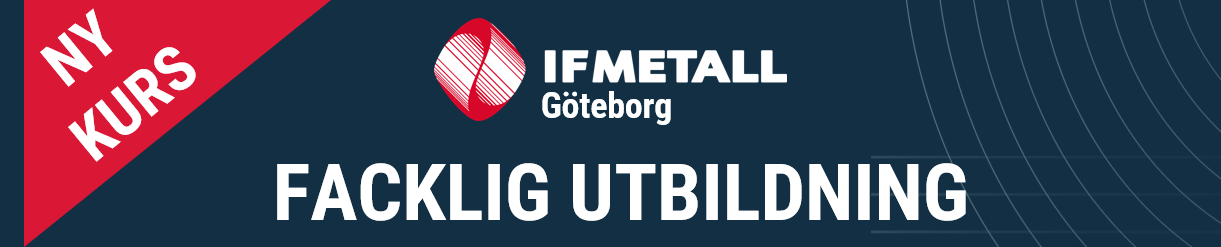 NY
KURS
IFMETALL
Göteborg
FACKLIG UTBILDNING